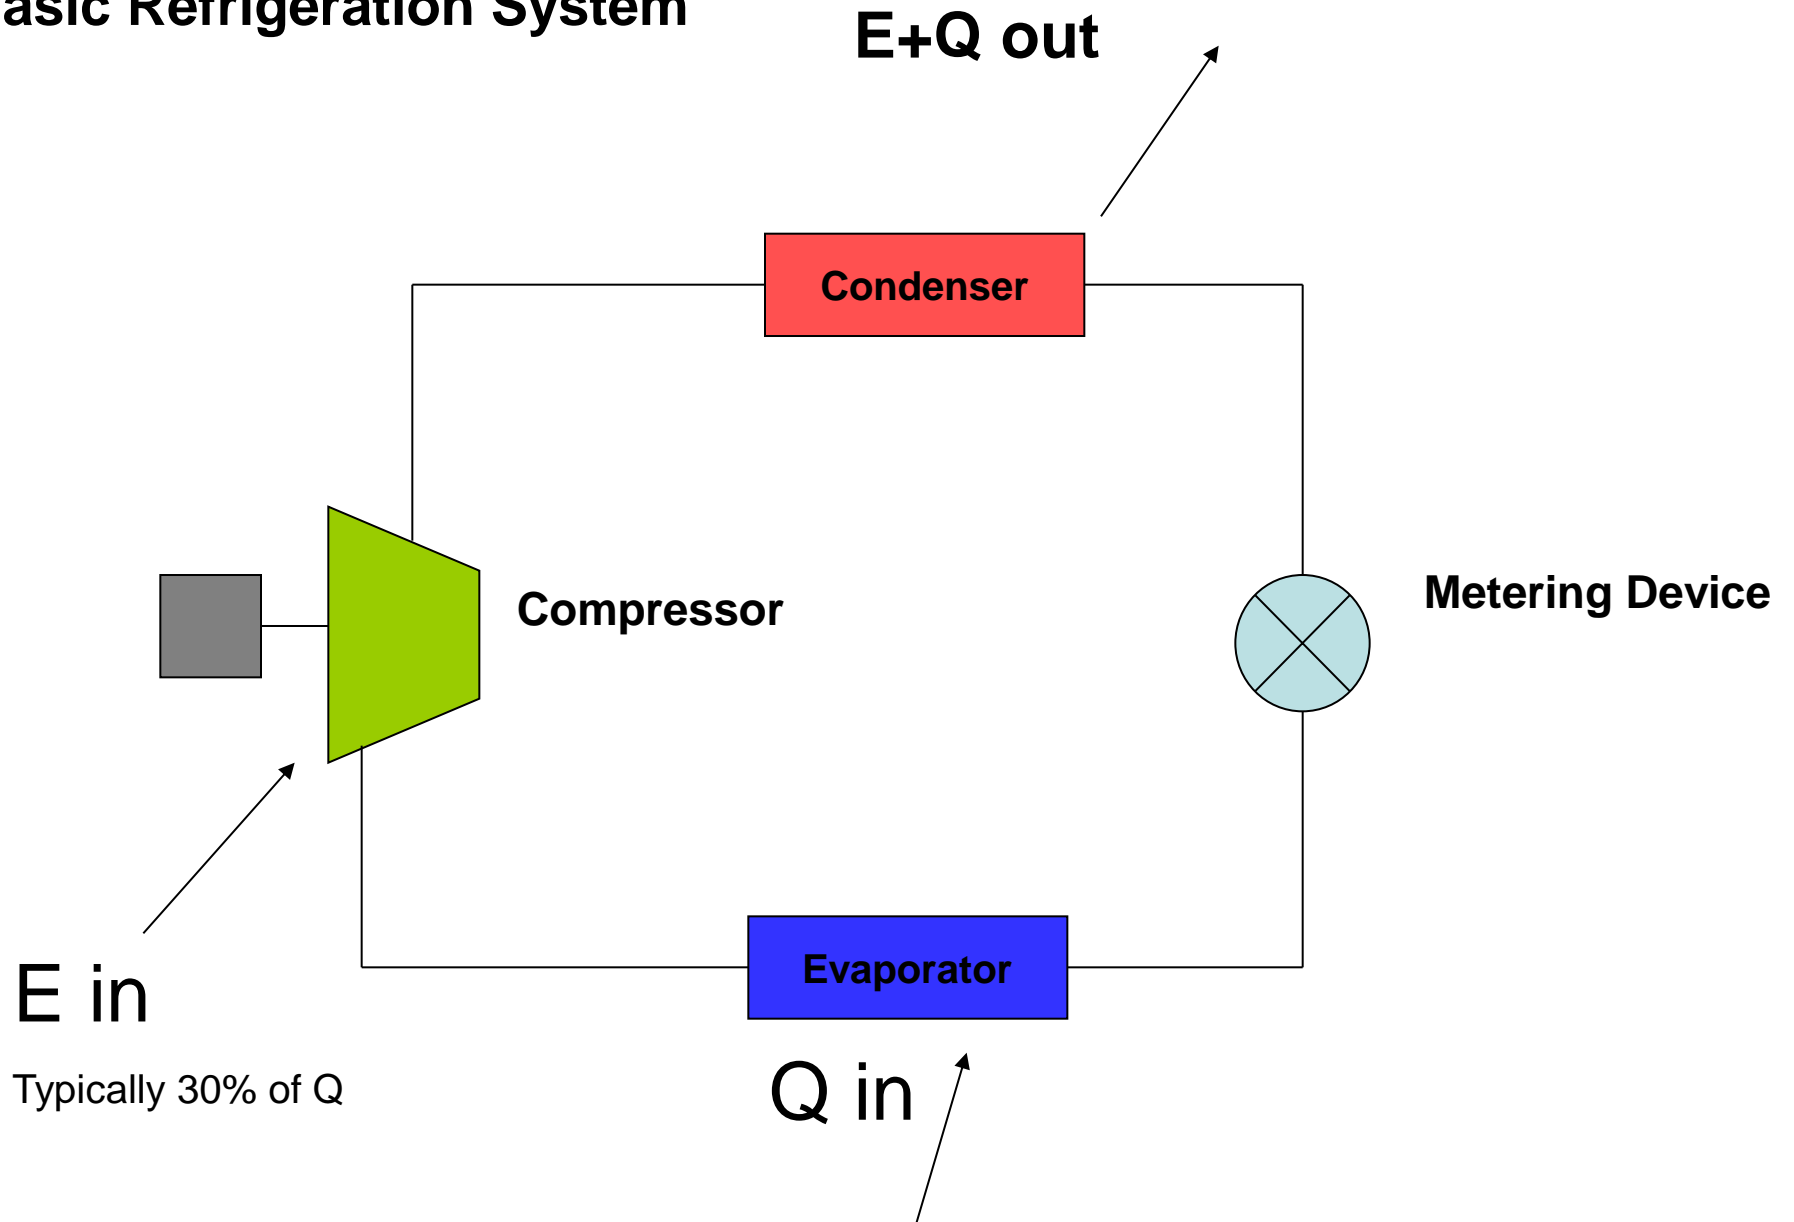 asic Refrigeration System
E+Q out
Condenser
Compressor
Metering Device
Evaporator
E in
Typically 30% of Q
Q in